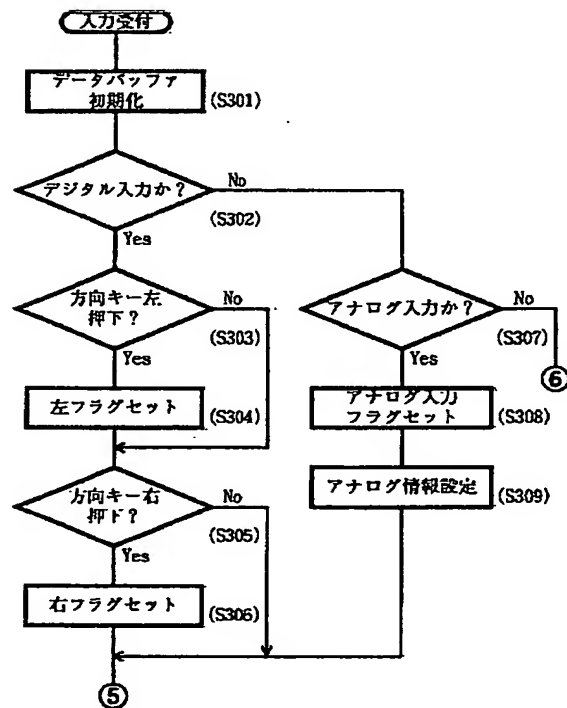 入力受付
データバッファ
初期化
(S301)
デジタル入力か？
No
(S302)
Yes
方向キー左
押下？
No
(S303)
Yes
左フラグセット
(S304)
方向キー右
押下？
No
(S305)
Yes
右フラグセット
(S306)
⑤
アナログ入力か？
No
(S307)
⑥
Yes
アナログ入力
フラグセット
(S308)
アナログ情報設定
(S309)